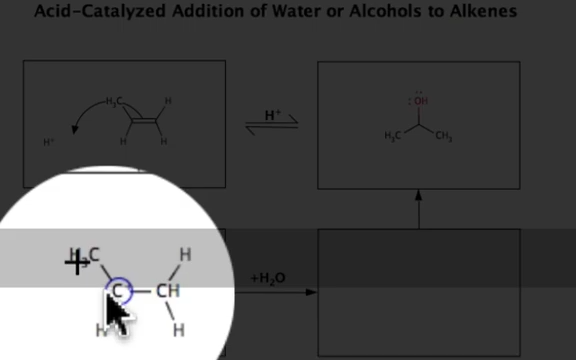 Acid-Catalyzed Addition of Water or Alcohols to Alkenes
H₃C H
H⁺
H H
H⁺
:OH
H₃C CH₃
H₃C H
C CH
H H
+H₂O